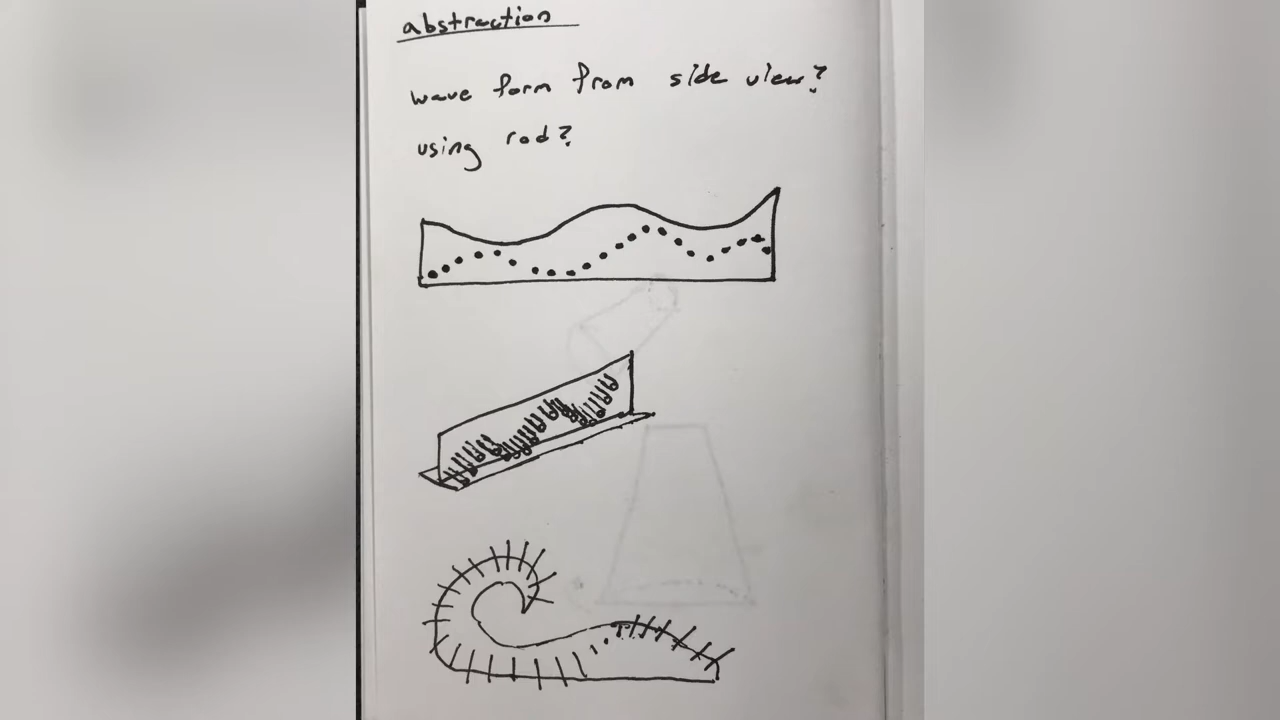 abstraction
wave form from side view?
using rod?